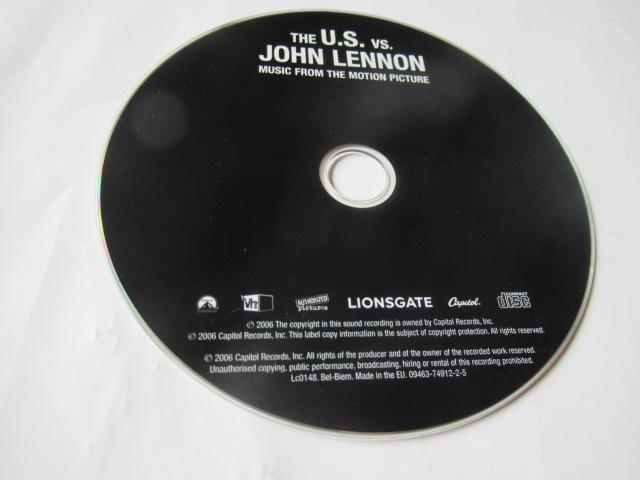 THE U.S. VS.
JOHN LENNON
MUSIC FROM THE MOTION PICTURE
VH1 AUTHORIZED pictures LIONSGATE Capitol. COMPACT disc
℗ 2006 The copyright in this sound recording is owned by Capitol Records, Inc.
© 2006 Capitol Records, Inc. This label copy information is the subject of copyright protection. All rights reserved.
© 2006 Capitol Records, Inc. All rights of the producer and of the owner of the recorded work reserved.
Unauthorised copying, public performance, broadcasting, hiring or rental of this recording prohibited.
Lc0148. Bel-Biem. Made in the EU. 09463-74912-2-5